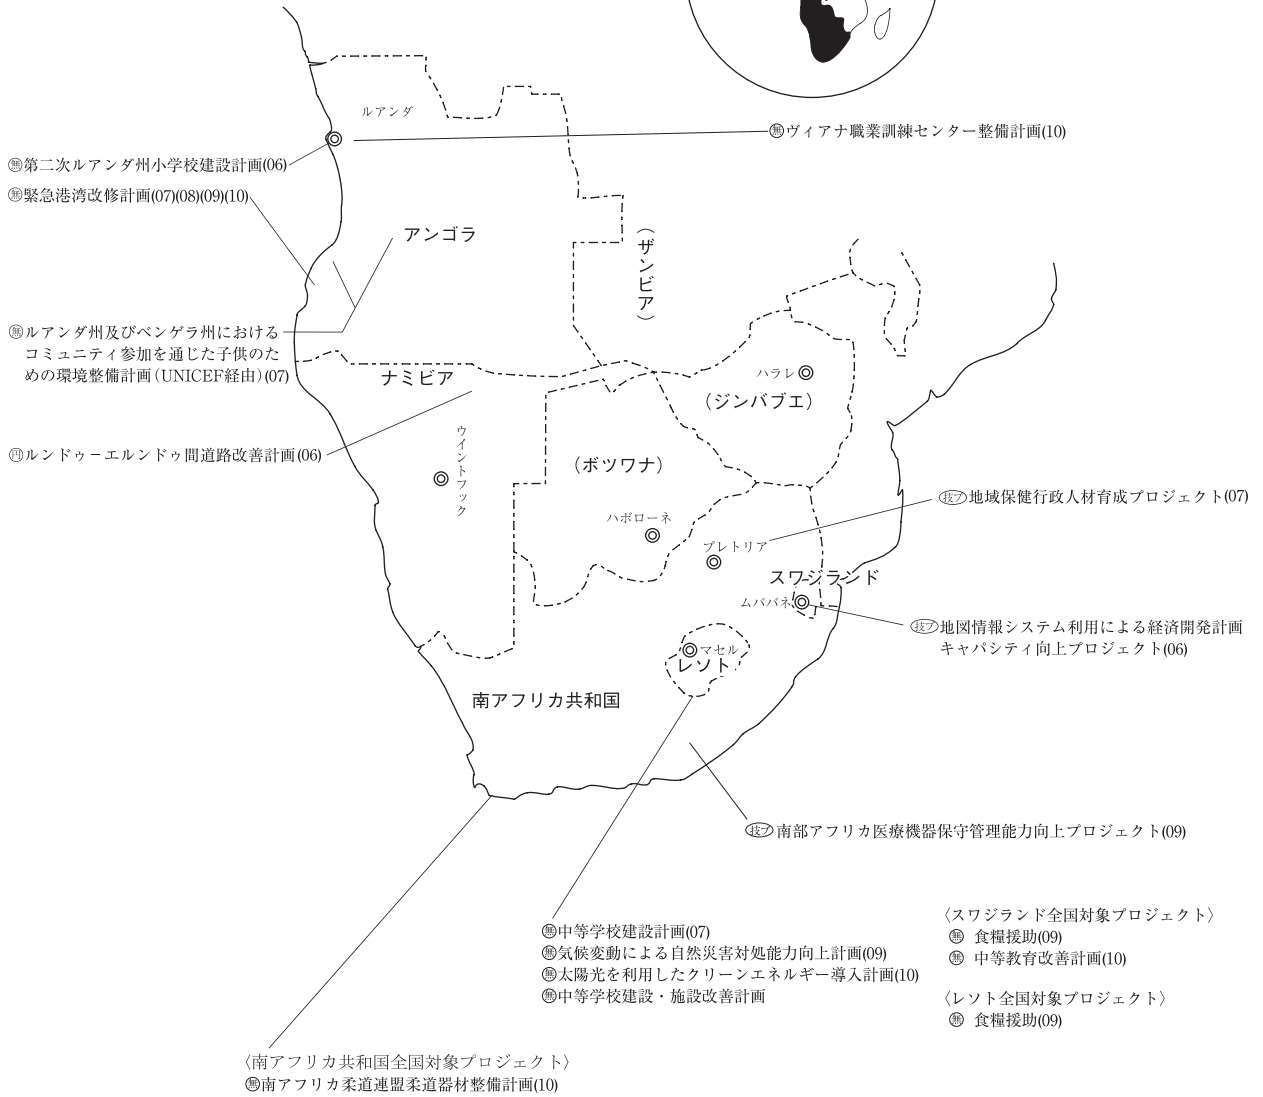 ルアンダ
㊒ヴィアナ職業訓練センター整備計画(10)
無第二次ルアンダ州小学校建設計画(06)
無緊急港湾改修計画(07)(08)(09)(10)
アンゴラ
（ザンビア）
無ルアンダ州及びベンゲラ州における
コミュニティ参加を通じた子供のた
めの環境整備計画（UNICEF経由）(07)
ナミビア
ハラレ
（ジンバブエ）
ウイントフック
円ルンドゥ－エルンドゥ間道路改善計画(06)
（ボツワナ）
技プ地域保健行政人材育成プロジェクト(07)
ハボローネ
プレトリア
スワジランド
ムババネ
技プ地図情報システム利用による経済開発計画
キャパシティ向上プロジェクト(06)
マセル
レソト
南アフリカ共和国
技プ南部アフリカ医療機器保守管理能力向上プロジェクト(09)
無中等学校建設計画(07)
無気候変動による自然災害対処能力向上計画(09)
無太陽光を利用したクリーンエネルギー導入計画(10)
無中等学校建設・施設改善計画
〈スワジランド全国対象プロジェクト〉
無 食糧援助(09)
無 中等教育改善計画(10)
〈レソト全国対象プロジェクト〉
無 食糧援助(09)
〈南アフリカ共和国全国対象プロジェクト〉
無南アフリカ柔道連盟柔道器材整備計画(10)